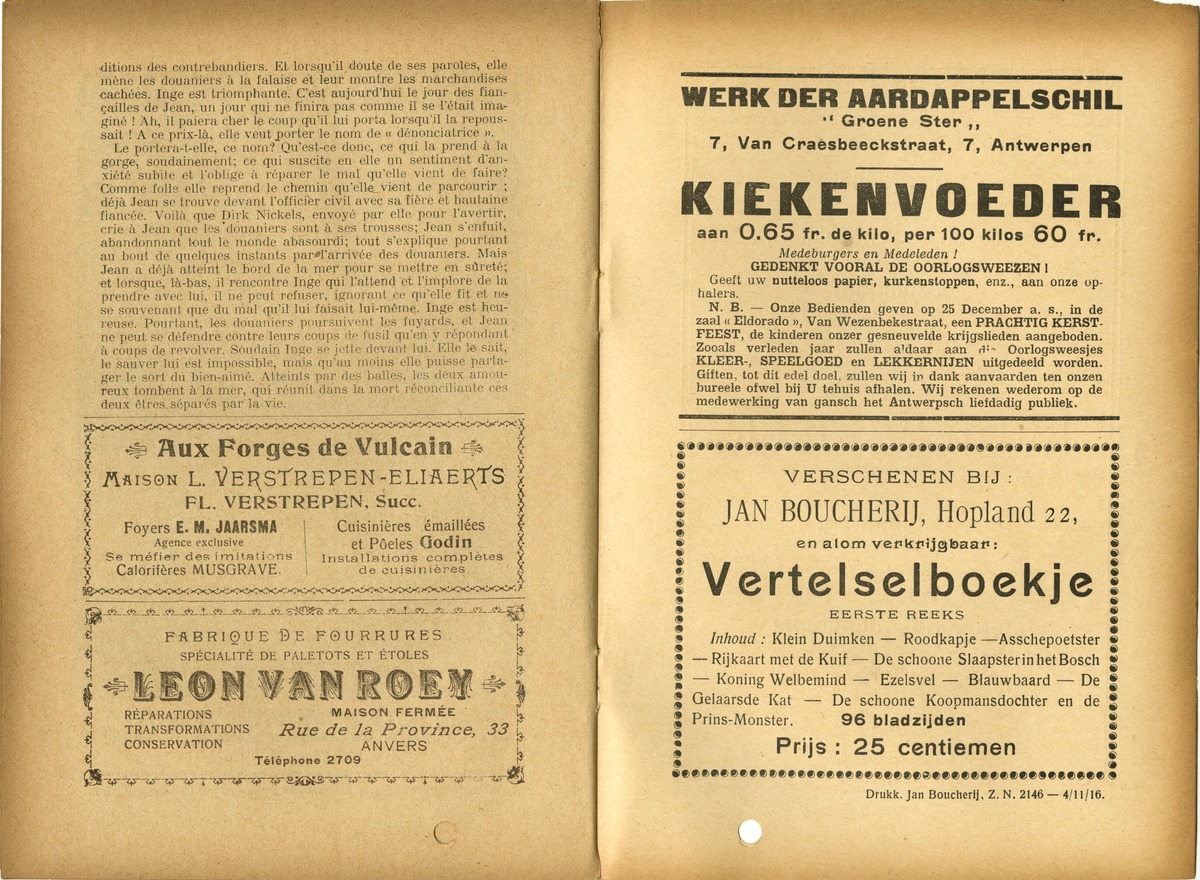 ditions des contrebandiers. Et lorsqu'il doute de ses paroles, elle
mène les douaniers à la falaise et leur montre les marchandises
cachées. Inge est triomphante. C'est aujourd'hui le jour des fian-
çailles de Jean, un jour qui ne finira pas comme il se l'était ima-
giné ! Ah, il paiera cher le coup qu'il lui porta lorsqu'il la repous-
sait ! A ce prix-là, elle veut porter le nom de « dénonciatrice ».
Le portera-t-elle, ce nom? Qu'est-ce donc, ce qui la prend à la
gorge, soudainement; ce qui suscite en elle un sentiment d'an-
xiété subite et l'oblige à réparer le mal qu'elle vient de faire?
Comme folle elle reprend le chemin qu'elle vient de parcourir ;
déjà Jean se trouve devant l'officier civil avec sa fière et hautaine
fiancée. Voilà que Dirk Nickels, envoyé par elle pour l'avertir,
crie à Jean que les douaniers sont à ses trousses; Jean s'enfuit,
abandonnant tout le monde abasourdi; tout s'explique pourtant
au bout de quelques instants par l'arrivée des douaniers. Mais
Jean a déjà atteint le bord de la mer pour se mettre en sûreté;
et lorsque, là-bas, il rencontre Inge qui l'attend et l'implore de la
prendre avec lui, il ne peut refuser, ignorant ce qu'elle fit et ne
se souvenant que du mal qu'il lui faisait lui-même. Inge est heu-
reuse. Pourtant, les douaniers poursuivent les fuyards, et Jean
ne peut se défendre contre leurs coups de fusil qu'en y répondant
à coups de revolver. Soudain Inge se jette devant lui. Elle le sait,
le sauver lui est impossible, mais qu'au moins elle puisse parta-
ger le sort du bien-aimé. Atteints par des balles, les deux amou-
reux tombent à la mer, qui réunit dans la mort réconciliante ces
deux êtres séparés par la vie.
Aux Forges de Vulcain
MAISON L. VERSTREPEN-ELIAERTS
FL. VERSTREPEN, Succ.
Foyers E. M. JAARSMA
Agence exclusive
Se méfier des imitations
Calorifères MUSGRAVE.
Cuisinières émaillées
et Pôeles Godin
Installations complètes
de cuisinières
FABRIQUE DE FOURRURES
SPÉCIALITÉ DE PALETOTS ET ÉTOLES
LEON VAN ROEY
RÉPARATIONS
TRANSFORMATIONS
CONSERVATION
MAISON FERMÉE
Rue de la Province, 33
ANVERS
Téléphone 2709
WERK DER AARDAPPELSCHIL
“ Groene Ster „
7, Van Craesbeeckstraat, 7, Antwerpen
KIEKENVOEDER
aan 0.65 fr. de kilo, per 100 kilos 60 fr.
Medeburgers en Medeleden !
GEDENKT VOORAL DE OORLOGSWEEZEN !
Geeft uw nutteloos papier, kurkenstoppen, enz., aan onze op-
halers.
N. B. — Onze Bedienden geven op 25 December a. s., in de
zaal « Eldorado », Van Wezenbekestraat, een PRACHTIG KERST-
FEEST, de kinderen onzer gesneuvelde krijgslieden aangeboden.
Zooals verleden jaar zullen a'daar aan di- Oorlogsweesjes
KLEER-, SPEELGOED en LEKKERNIJEN uitgedeeld worden.
Giften, tot dit edel doel, zullen wij in dank aanvaarden ten onzen
bureele ofwel bij U tehuis afhalen. Wij rekenen wederom op de
medewerking van gansch het Antwerpsch liefdadig publiek.
VERSCHENEN BIJ :
JAN BOUCHERIJ, Hopland 22,
en alom verkrijgbaar:
Vertelselboekje
EERSTE REEKS
Inhoud : Klein Duimken — Roodkapje —Asschepoetster
— Rijkaart met de Kuif — De schoone Slaapster in het Bosch
— Koning Welbemind — Ezelsvel — Blauwbaard — De
Gelaarsde Kat — De schoone Koopmansdochter en de
Prins-Monster. 96 bladzijden
Prijs : 25 centiemen
Drukk. Jan Boucherij, Z. N. 2146 — 4/11/16.